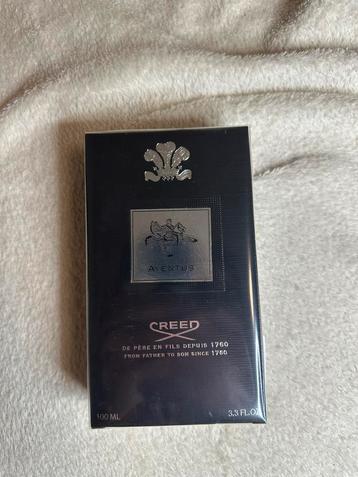 AVENTUS
CREED
DE PÈRE EN FILS DEPUIS 1760
FROM FATHER TO SON SINCE 1760
100 ML 3.3 FL.OZ